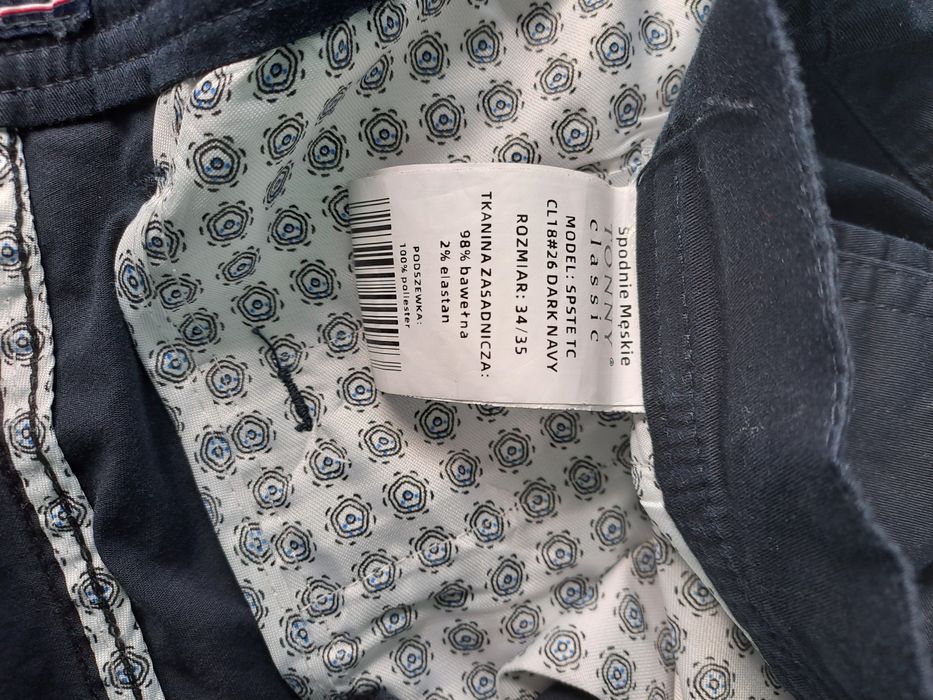 Spodnie Męskie
TONNY ®
classic
MODEL: SPSTE TC
CL18#26 DARK NAVY
ROZMIAR: 34/35
TKANINA ZASADNICZA:
98% bawełna
2% elastan
PODSZEWKA:
100% poliester